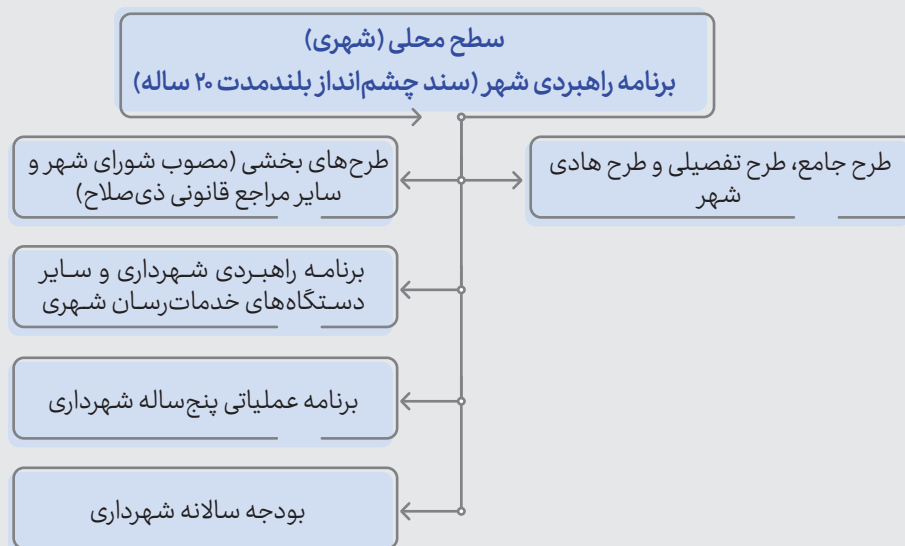 سطح محلی (شهری)
برنامه راهبردی شهر (سند چشم‌انداز بلندمدت ۲۰ ساله)
طرح جامع، طرح تفصیلی و طرح هادی
شهر
طرح‌های بخشی (مصوب شورای شهر و
سایر مراجع قانونی ذی‌صلاح)
برنامه راهبردی شهرداری و سایر
دستگاه‌های خدمات‌رسان شهری
برنامه عملیاتی پنج‌ساله شهرداری
بودجه سالانه شهرداری